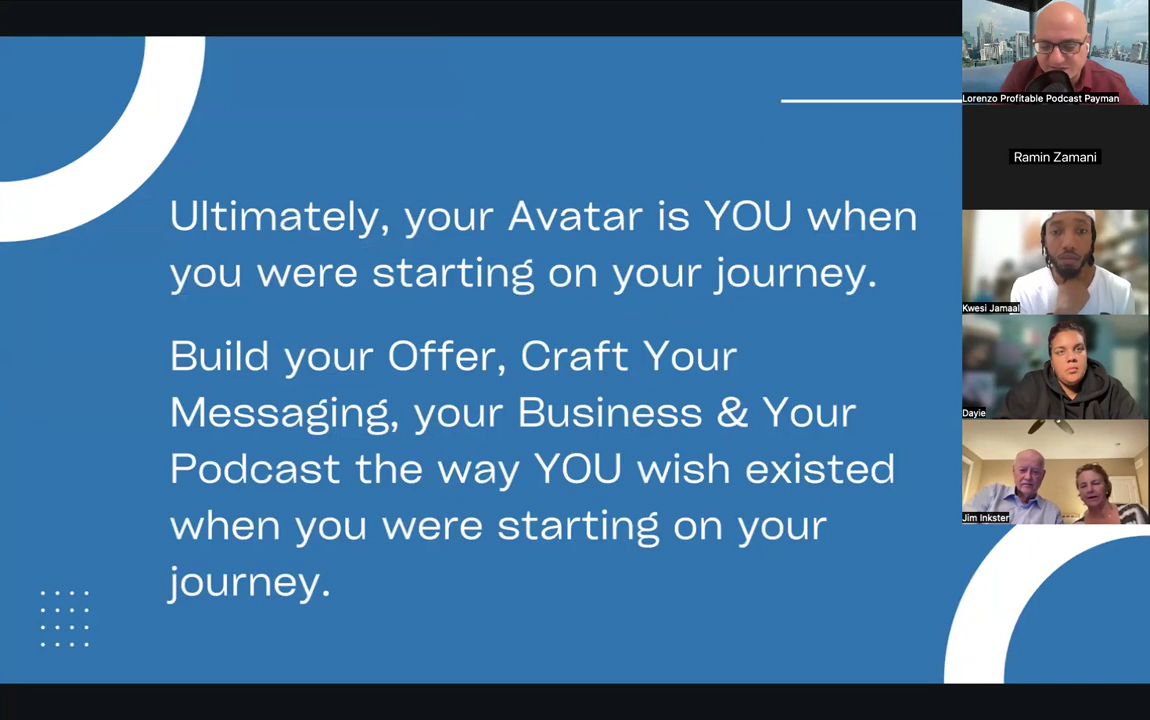 Ultimately, your Avatar is YOU when
you were starting on your journey.
Build your Offer, Craft Your
Messaging, your Business & Your
Podcast the way YOU wish existed
when you were starting on your
journey.
Lorenzo Profitable Podcast Payman
Ramin Zamani
Kwesi Jamaal
Dayie
Jim Inkster